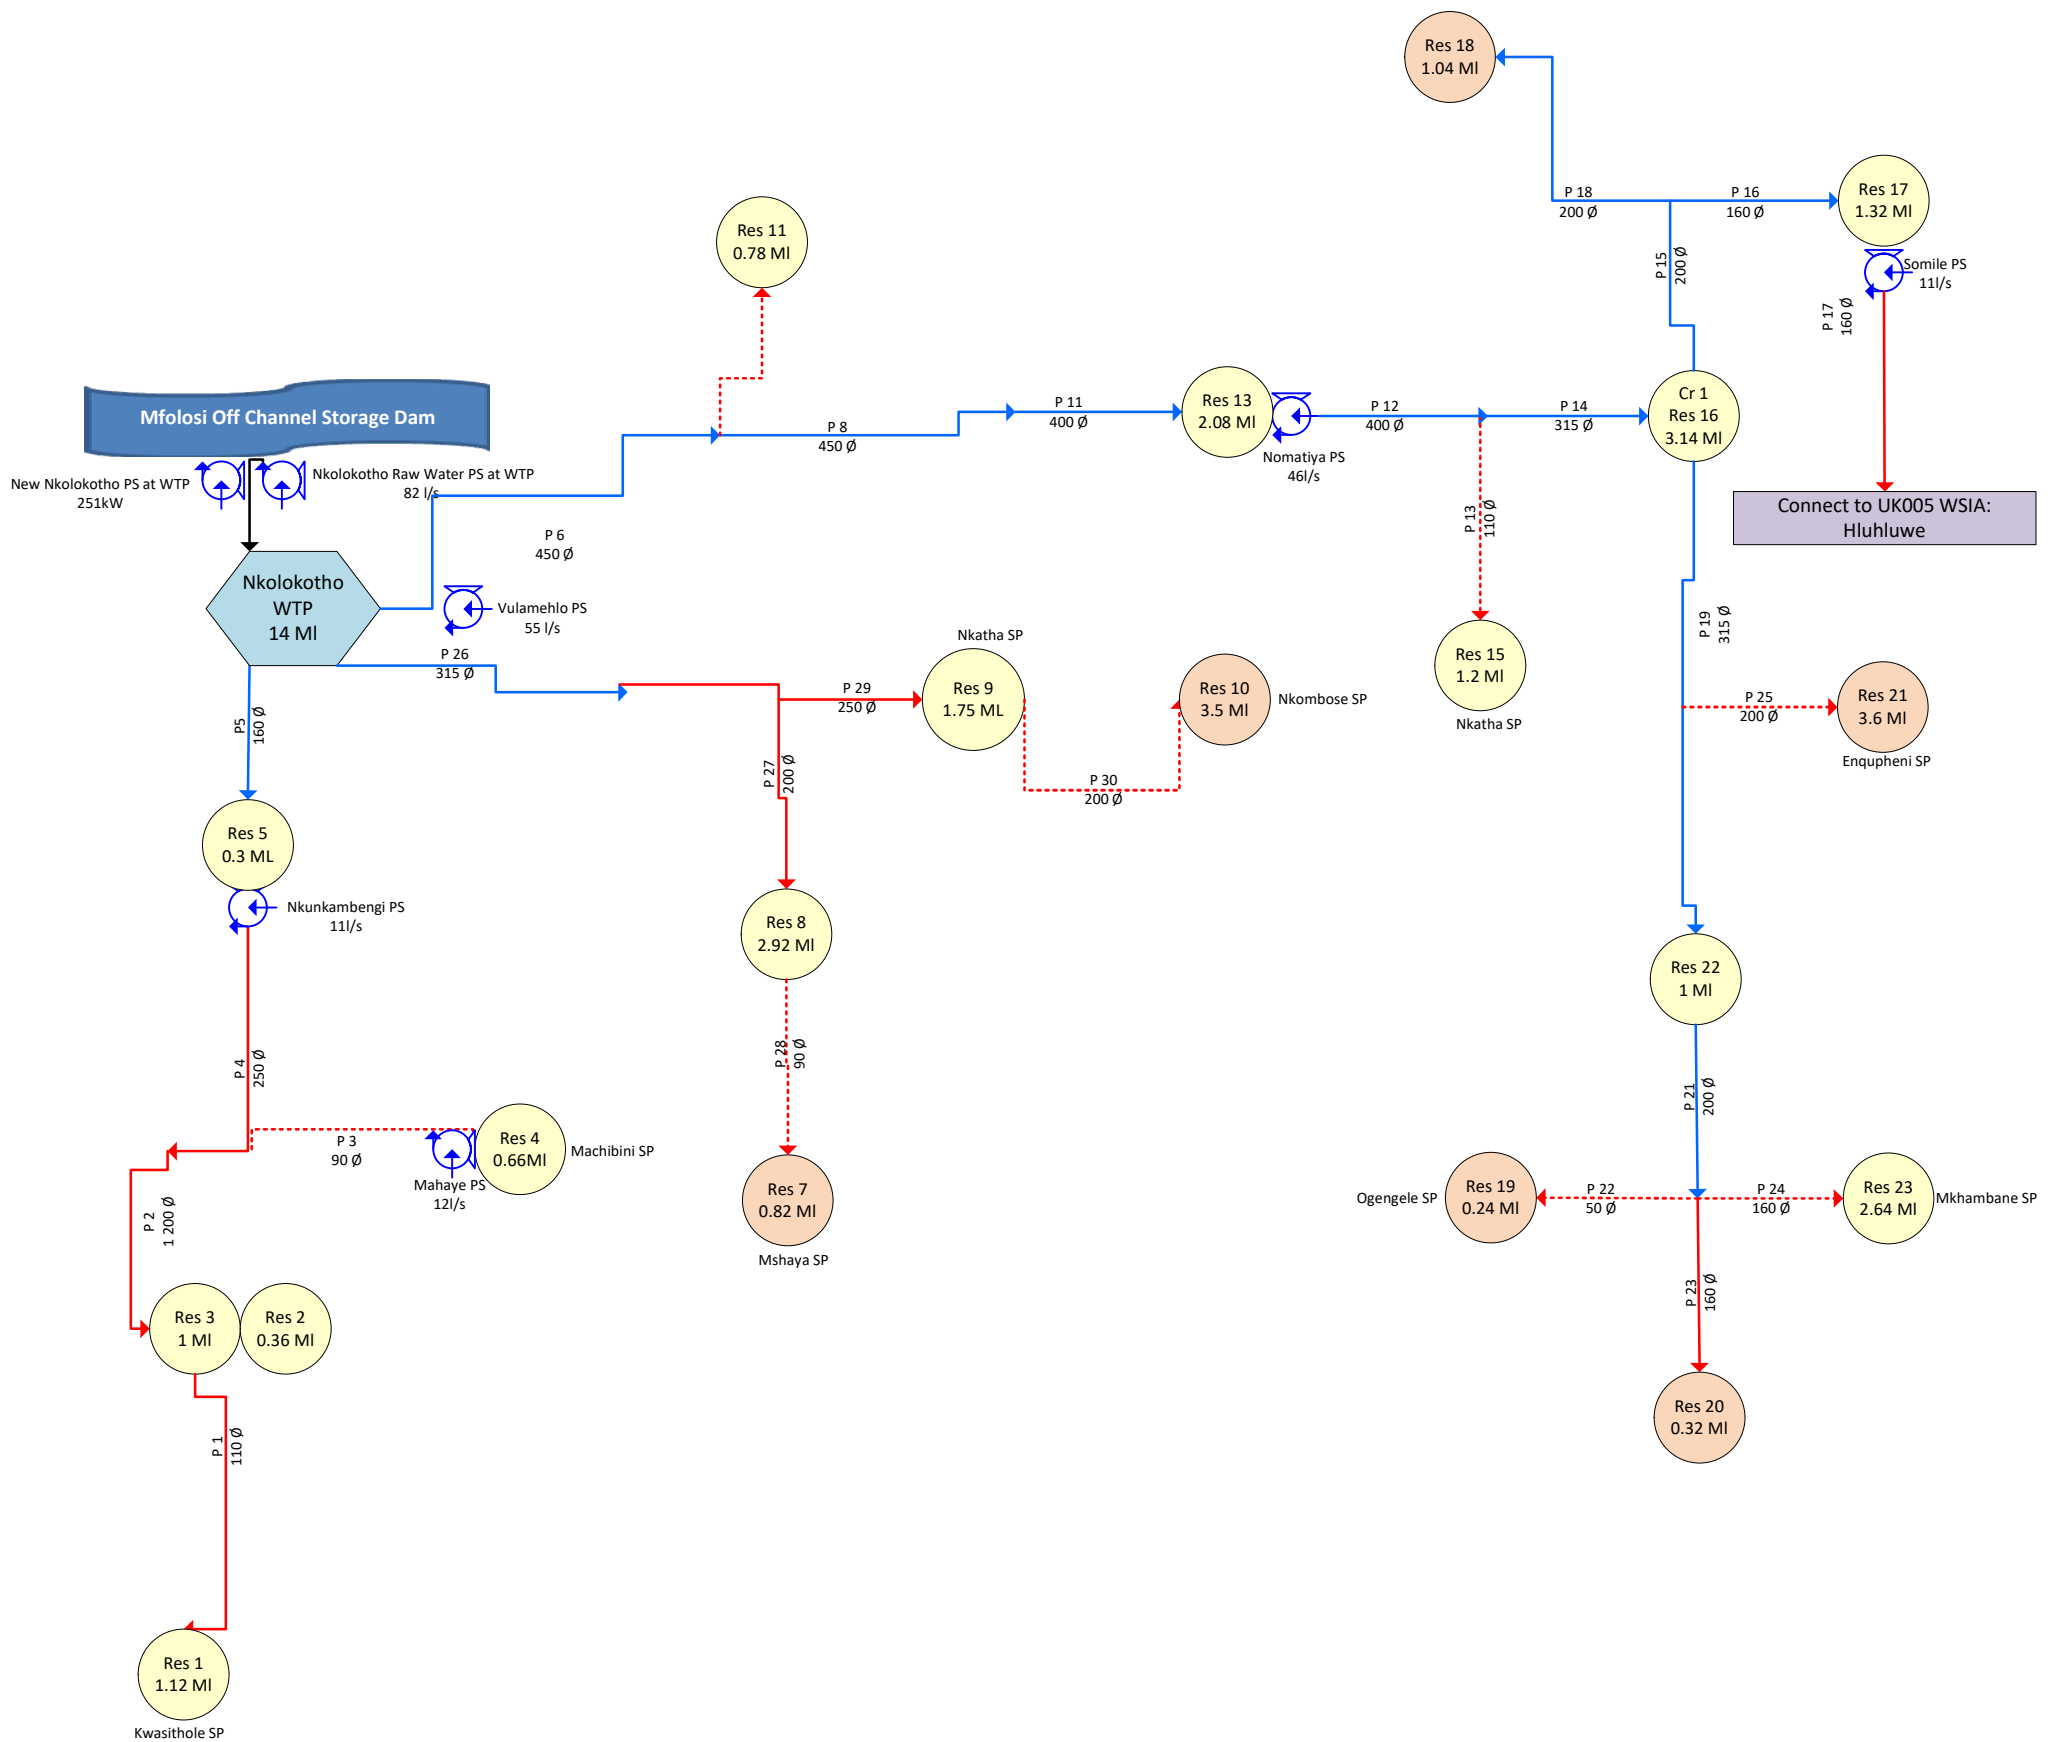 Res 18
1.04 Ml
P 18
200 Ø
P 16
160 Ø
Res 17
1.32 Ml
Res 11
0.78 Ml
P 15
200 Ø
Somile PS
11l/s
P 17
160 Ø
Mfolosi Off Channel Storage Dam
P 8
450 Ø
P 11
400 Ø
Res 13
2.08 Ml
P 12
400 Ø
P 14
315 Ø
Cr 1
Res 16
3.14 Ml
Nomatiya PS
46l/s
New Nkolokotho PS at WTP
251kW
Nkolokotho Raw Water PS at WTP
82 l/s
P 13
110 Ø
Connect to UK005 WSIA:
Hluhluwe
P 6
450 Ø
Nkolokotho
WTP
14 Ml
Vulamehlo PS
55 l/s
P 26
315 Ø
Nkatha SP
P 29
250 Ø
Res 9
1.75 ML
Res 10
3.5 Ml
Nkombose SP
Res 15
1.2 Ml
Nkatha SP
P 19
315 Ø
P 25
200 Ø
Res 21
3.6 Ml
Enqupheni SP
P5
160 Ø
P 27
200 Ø
P 30
200 Ø
Res 5
0.3 ML
Nkunkambengi PS
11l/s
Res 8
2.92 Ml
Res 22
1 Ml
P 4
250 Ø
P 28
90 Ø
P 21
200 Ø
P 3
90 Ø
Res 4
0.66Ml
Machibini SP
Mahaye PS
12l/s
Res 7
0.82 Ml
Mshaya SP
Ogengele SP
Res 19
0.24 Ml
P 22
50 Ø
P 24
160 Ø
Res 23
2.64 Ml
Mkhambane SP
P 2
1 200 Ø
Res 3
1 Ml
Res 2
0.36 Ml
P 23
160 Ø
Res 20
0.32 Ml
P 1
110 Ø
Res 1
1.12 Ml
Kwasithole SP